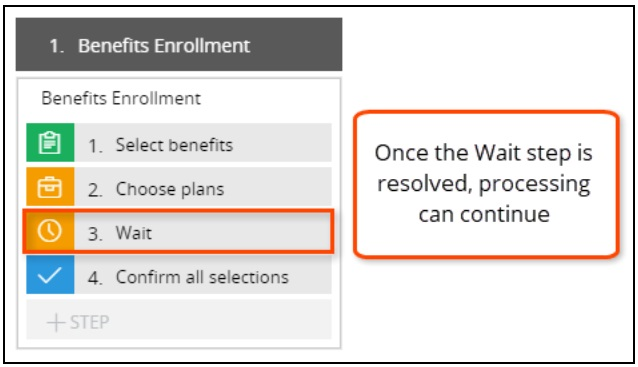 1. Benefits Enrollment
Benefits Enrollment
1. Select benefits
2. Choose plans
3. Wait
4. Confirm all selections
+ STEP
Once the Wait step is
resolved, processing
can continue